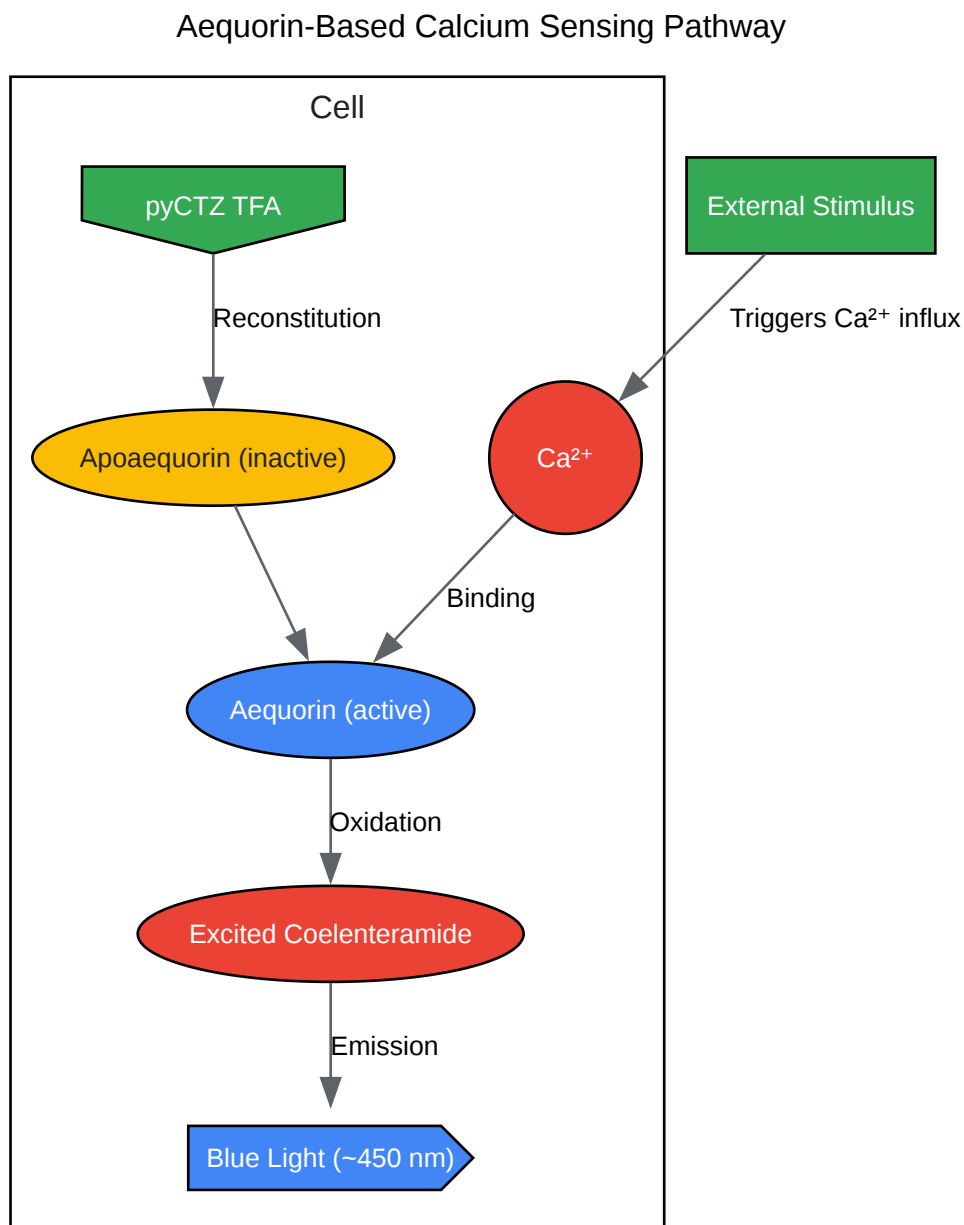 Aequorin-Based Calcium Sensing Pathway
Cell
pyCTZ TFA
External Stimulus
Reconstitution
Triggers Ca²⁺ influx
Apoaequorin (inactive)
Ca²⁺
Binding
Aequorin (active)
Oxidation
Excited Coelenteramide
Emission
Blue Light (~450 nm)